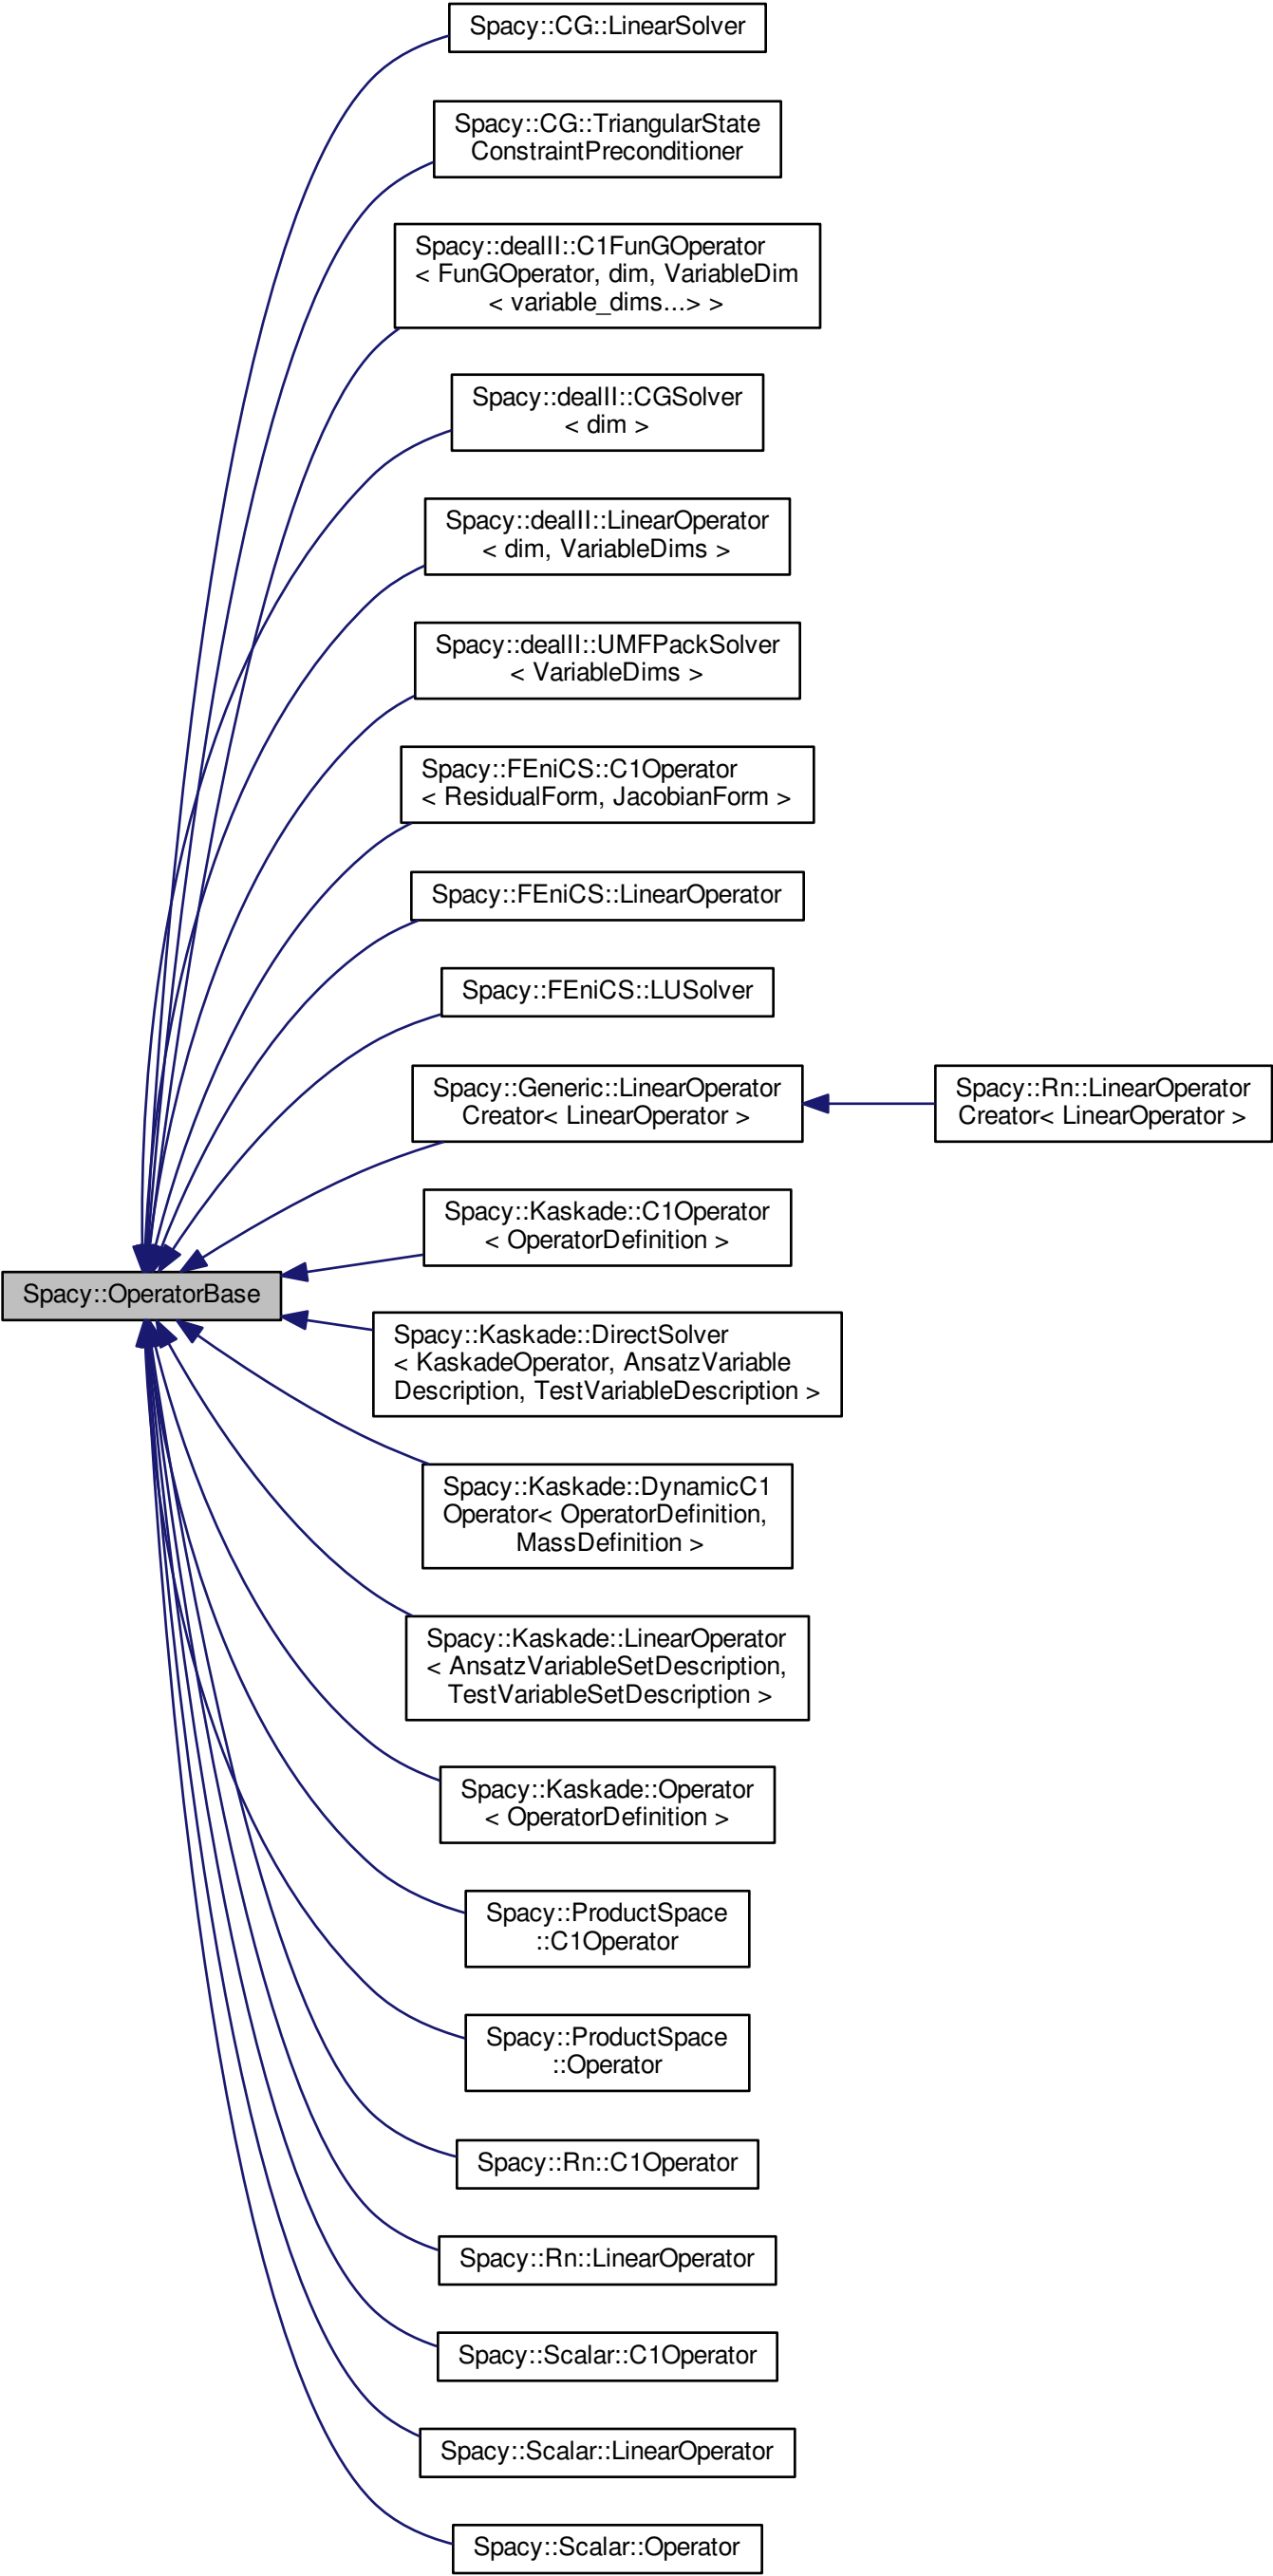 Spacy::CG::LinearSolver
Spacy::CG::TriangularState
ConstraintPreconditioner
Spacy::dealII::C1FunGOperator
< FunGOperator, dim, VariableDim
< variable_dims...> >
Spacy::dealII::CGSolver
< dim >
Spacy::dealII::LinearOperator
< dim, VariableDims >
Spacy::dealII::UMFPackSolver
< VariableDims >
Spacy::FEniCS::C1Operator
< ResidualForm, JacobianForm >
Spacy::FEniCS::LinearOperator
Spacy::FEniCS::LUSolver
Spacy::Generic::LinearOperator
Creator< LinearOperator >
Spacy::Rn::LinearOperator
Creator< LinearOperator >
Spacy::Kaskade::C1Operator
< OperatorDefinition >
Spacy::OperatorBase
Spacy::Kaskade::DirectSolver
< KaskadeOperator, AnsatzVariable
Description, TestVariableDescription >
Spacy::Kaskade::DynamicC1
Operator< OperatorDefinition,
MassDefinition >
Spacy::Kaskade::LinearOperator
< AnsatzVariableSetDescription,
TestVariableSetDescription >
Spacy::Kaskade::Operator
< OperatorDefinition >
Spacy::ProductSpace
::C1Operator
Spacy::ProductSpace
::Operator
Spacy::Rn::C1Operator
Spacy::Rn::LinearOperator
Spacy::Scalar::C1Operator
Spacy::Scalar::LinearOperator
Spacy::Scalar::Operator